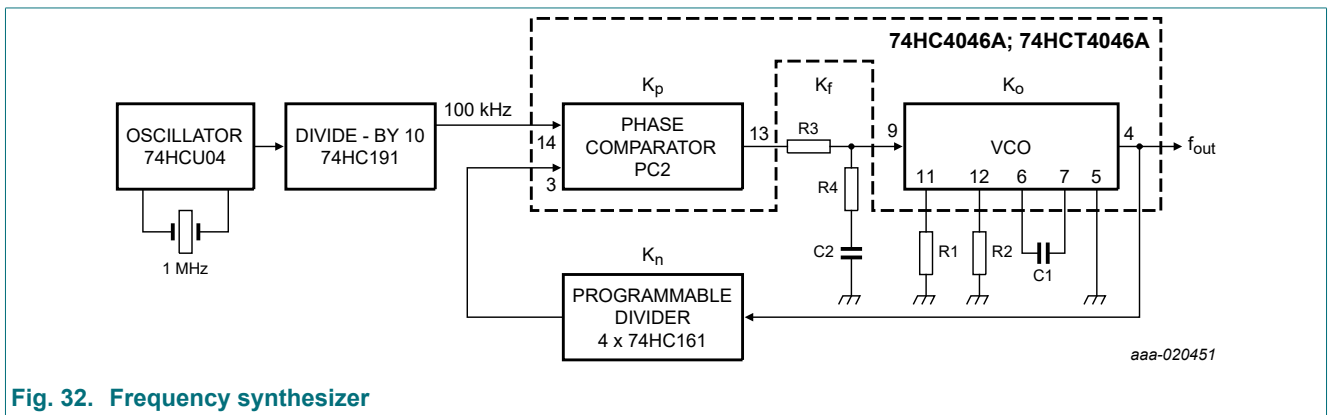 74HC4046A; 74HCT4046A
Kp
Kf
Ko
100 kHz
OSCILLATOR
74HCU04
DIVIDE - BY 10
74HC191
14
3
PHASE
COMPARATOR
PC2
13
R3
9
VCO
4
fout
11
12
6
7
5
R4
C2
R1
R2
C1
1 MHz
Kn
PROGRAMMABLE
DIVIDER
4 x 74HC161
aaa-020451
Fig. 32. Frequency synthesizer